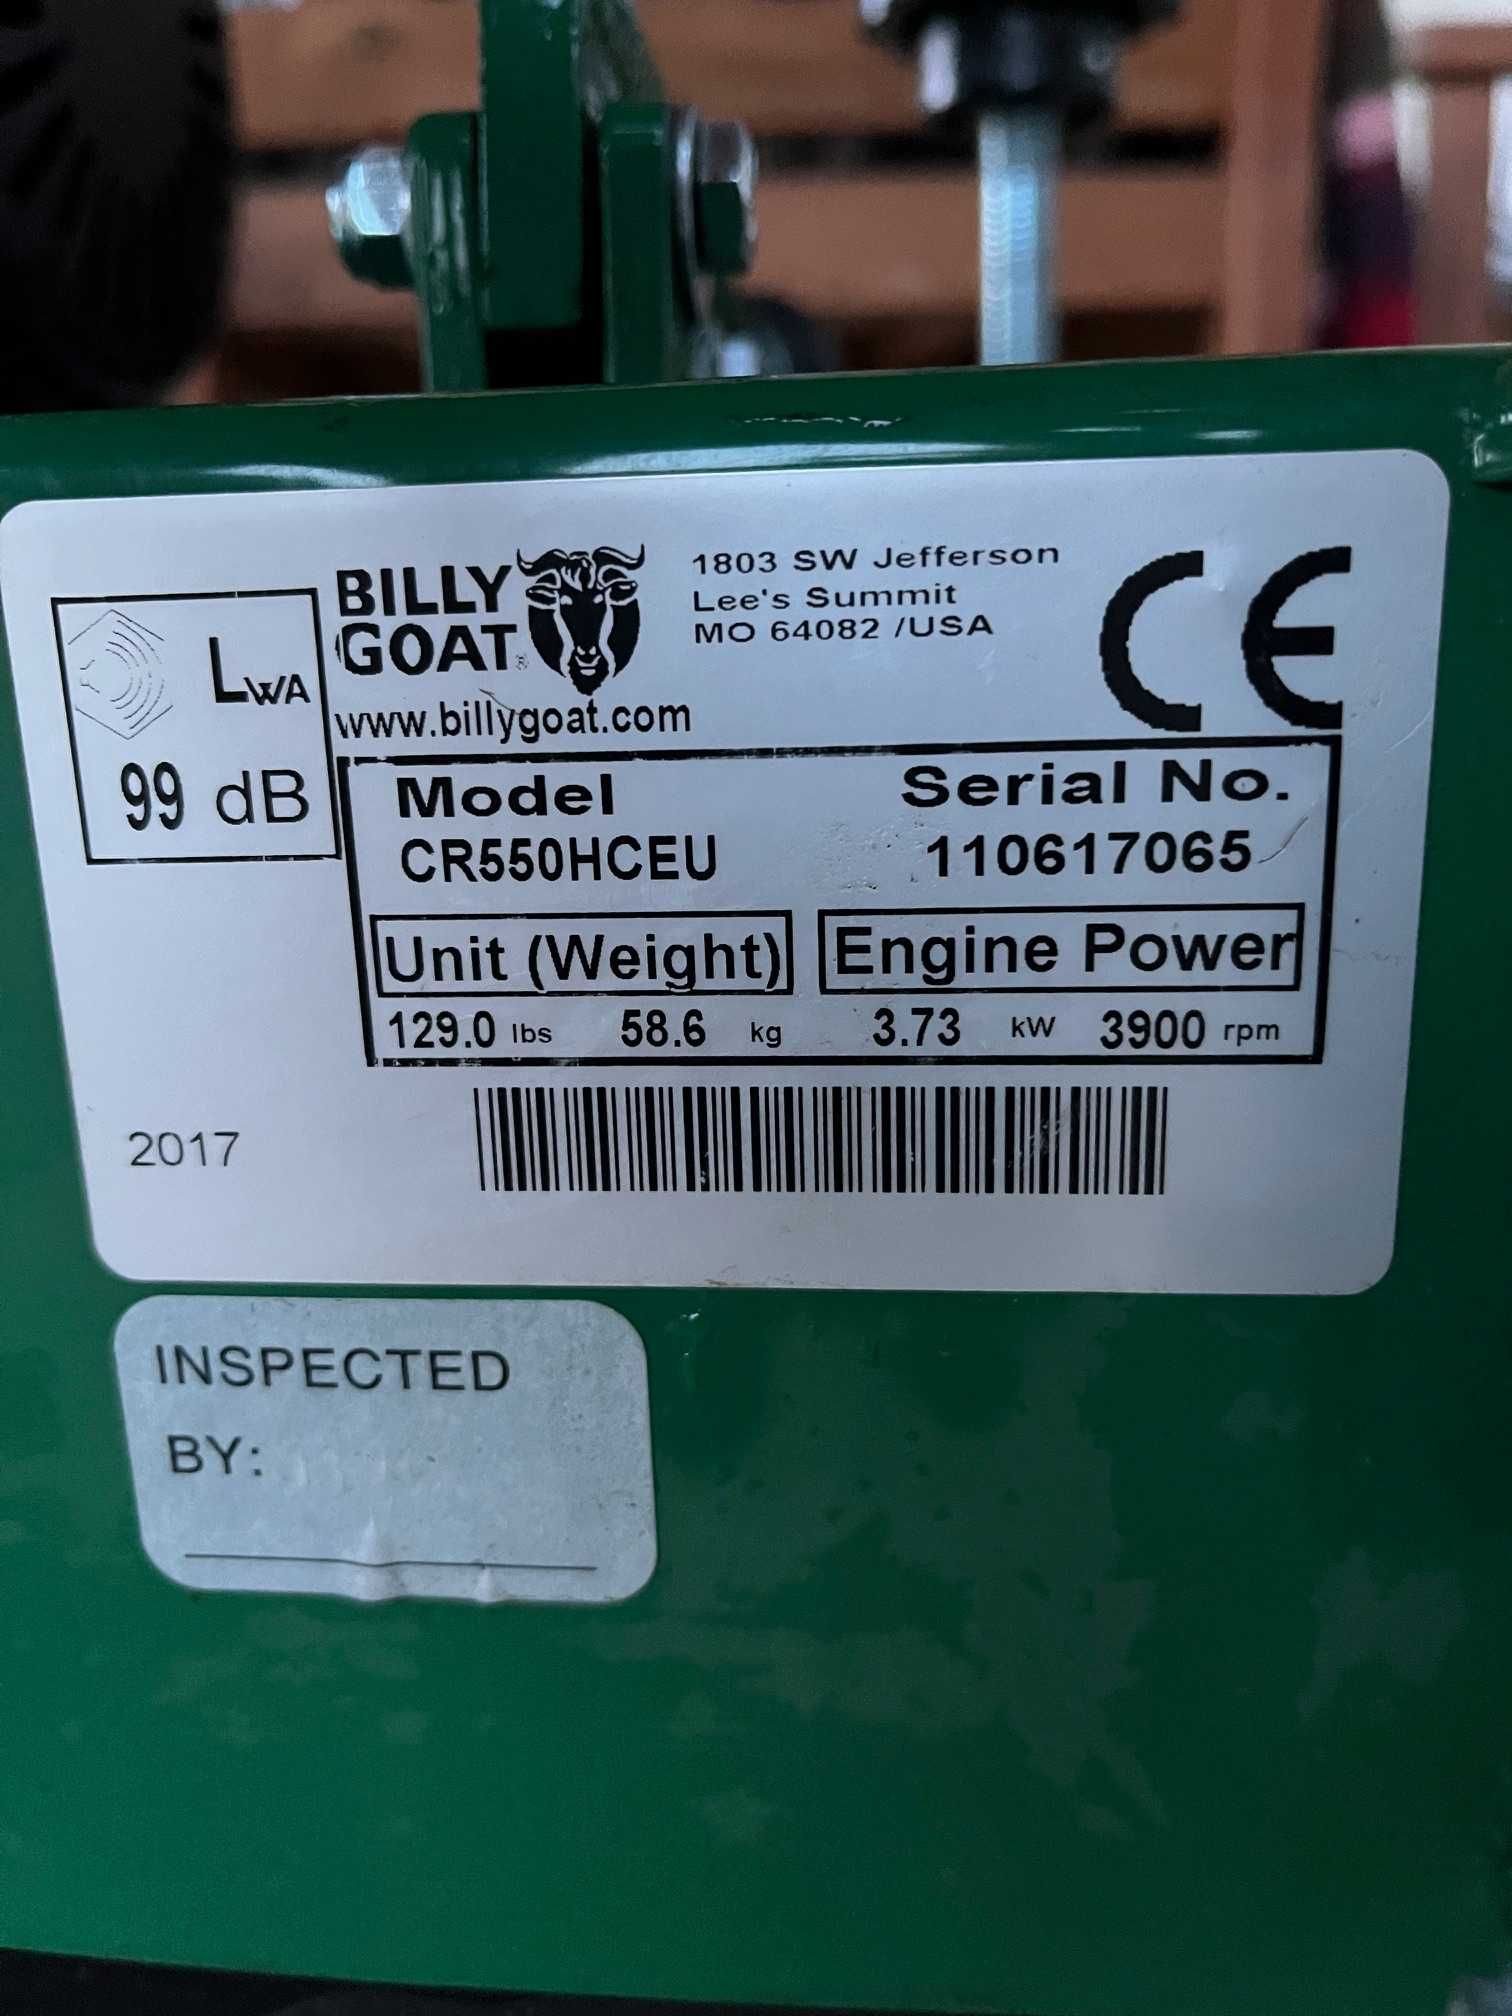 LWA
99 dB
BILLY
GOAT®
www.billygoat.com
1803 SW Jefferson
Lee's Summit
MO 64082 /USA
CE
Model
CR550HCEU
Serial No.
110617065
Unit (Weight)
129.0 lbs 58.6 kg
Engine Power
3.73 kW 3900 rpm
2017
INSPECTED
BY: